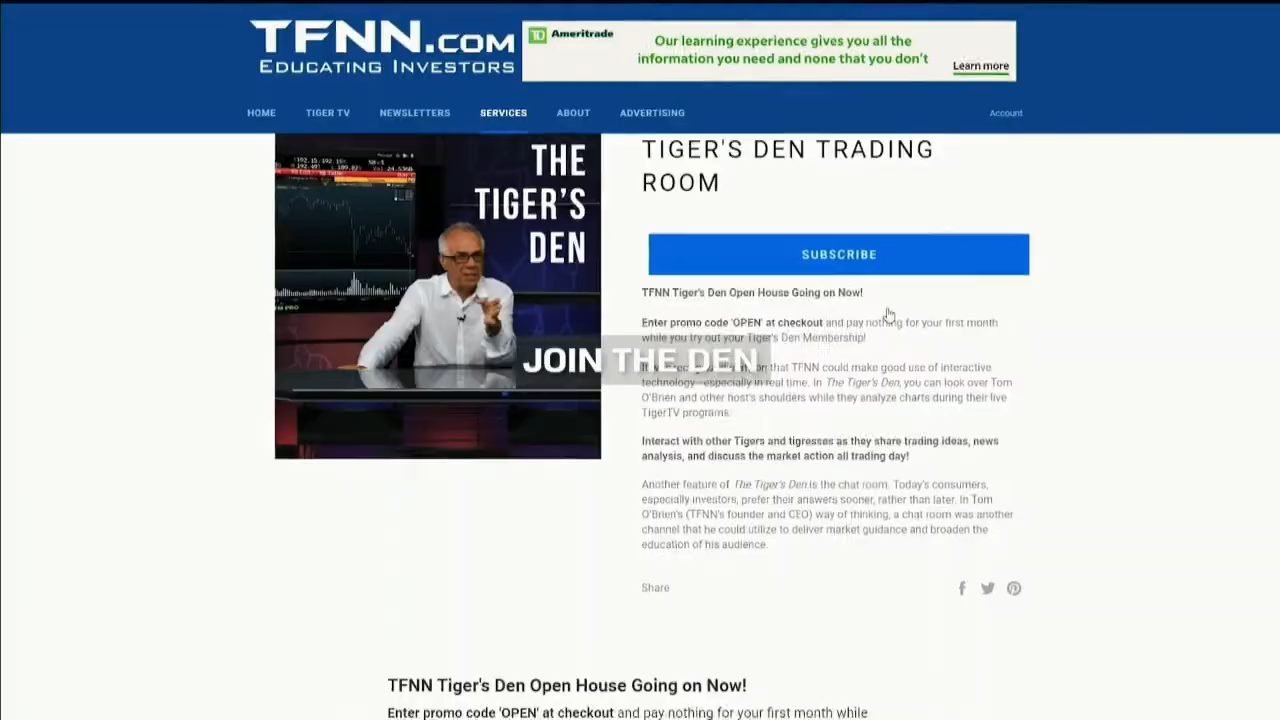 TFNN.COM
EDUCATING INVESTORS
TD Ameritrade
Our learning experience gives you all the
information you need and none that you don't
Learn more
HOME TIGER TV NEWSLETTERS SERVICES ABOUT ADVERTISING Account
THE
TIGER'S
DEN
TIGER'S DEN TRADING
ROOM
SUBSCRIBE
TFNN Tiger's Den Open House Going on Now!
Enter promo code 'OPEN' at checkout and pay nothing for your first month
while you try out your Tiger's Den Membership!
JOIN THE DEN
that TFNN could make good use of interactive
technology—especially in real time. In The Tiger's Den, you can look over Tom
O'Brien and other host's shoulders while they analyze charts during their live
TigerTV programs.
Interact with other Tigers and tigresses as they share trading ideas, news
analysis, and discuss the market action all trading day!
Another feature of The Tiger's Den is the chat room. Today's consumers,
especially investors, prefer their answers sooner, rather than later. In Tom
O'Brien's (TFNN's founder and CEO) way of thinking, a chat room was another
channel that he could utilize to deliver market guidance and broaden the
education of his audience.
Share
TFNN Tiger's Den Open House Going on Now!
Enter promo code 'OPEN' at checkout and pay nothing for your first month while